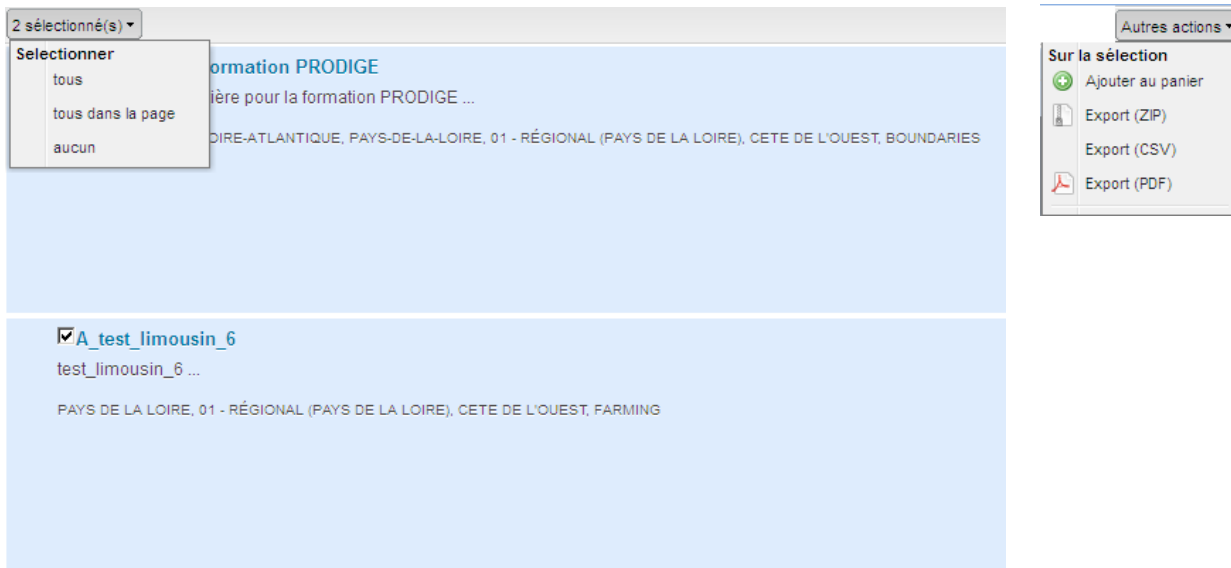 2 sélectionné(s)
Selectionner
tous
tous dans la page
aucun
ormation PRODIGE
ière pour la formation PRODIGE ...
OIRE-ATLANTIQUE, PAYS-DE-LA-LOIRE, 01 - RÉGIONAL (PAYS DE LA LOIRE), CETE DE L'OUEST, BOUNDARIES
A_test_limousin_6
test_limousin_6 ...
PAYS DE LA LOIRE, 01 - RÉGIONAL (PAYS DE LA LOIRE), CETE DE L'OUEST, FARMING
Autres actions
Sur la sélection
Ajouter au panier
Export (ZIP)
Export (CSV)
Export (PDF)